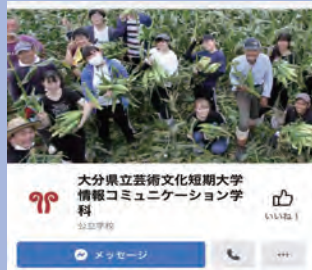 大分県立芸術文化短期大学
情報コミュニケーション学
科
公立学校
いいね！
メッセージ